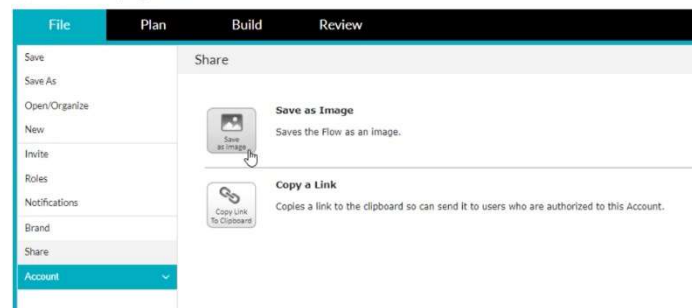 File Plan Build Review
Save
Save As
Open/Organize
New
Invite
Roles
Notifications
Brand
Share
Account
Share
Save as Image
Saves the Flow as an image.
Save
as Image
Copy a Link
Copies a link to the clipboard so can send it to users who are authorized to this Account.
Copy Link
To Clipboard